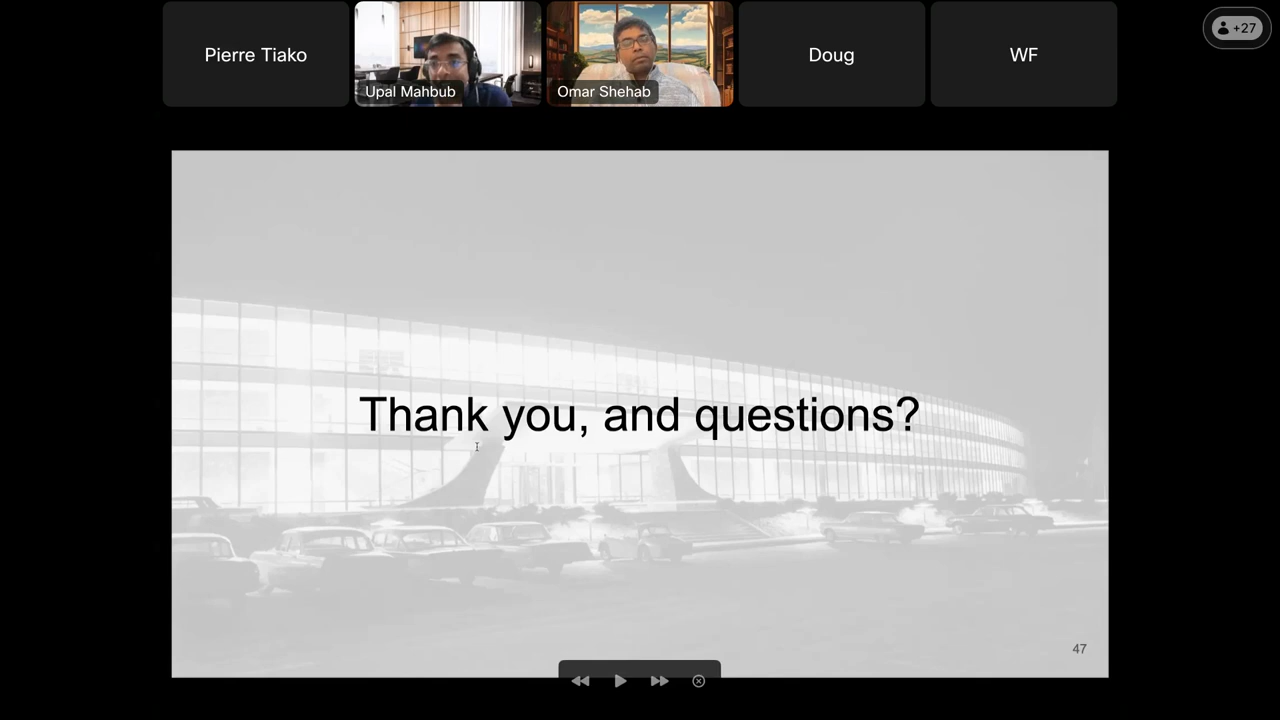 Pierre Tiako
Upal Mahbub
Omar Shehab
Doug
WF
+27
Thank you, and questions?
47